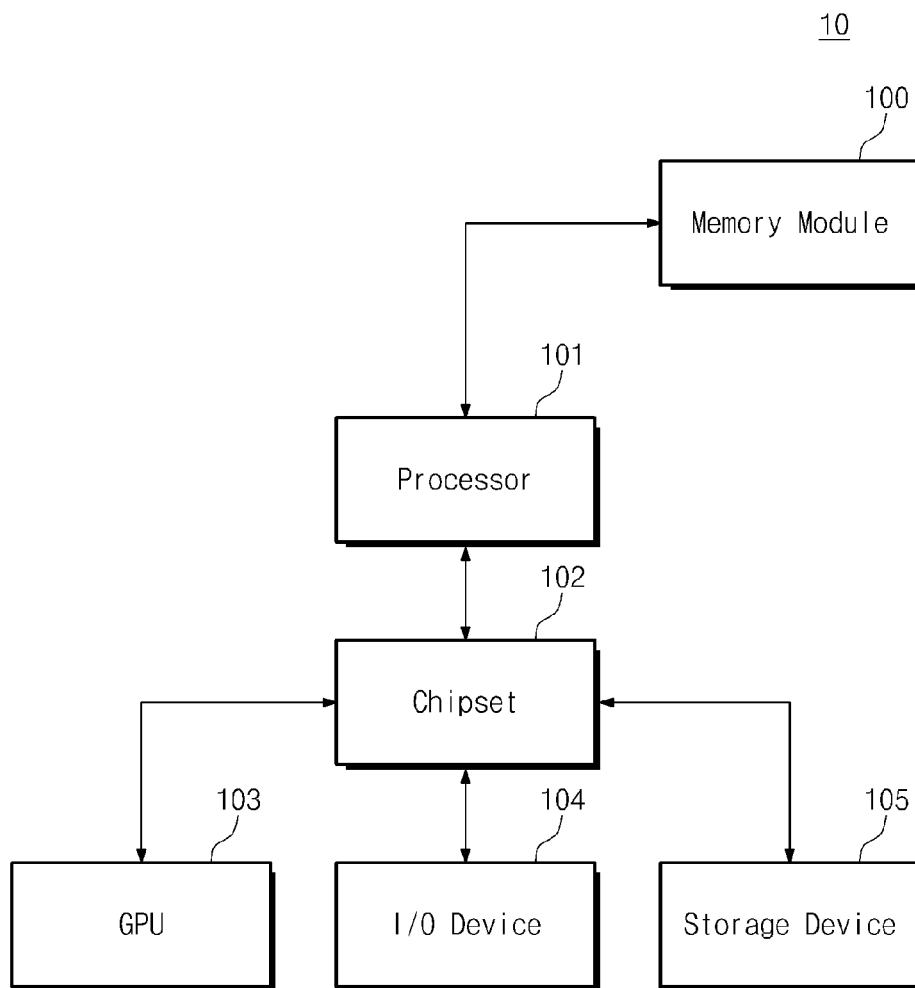 10
100
Memory Module
101
Processor
102
Chipset
103
104
105
GPU
I/O Device
Storage Device